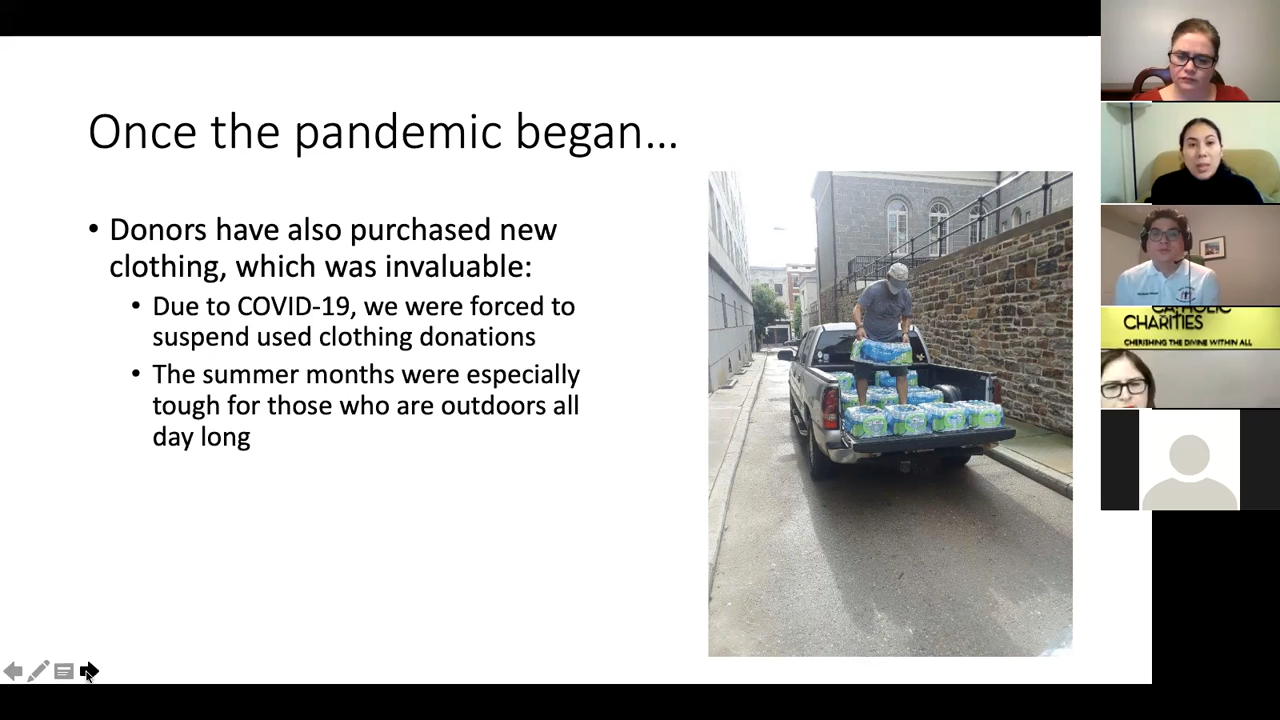 Once the pandemic began...
• Donors have also purchased new
clothing, which was invaluable:
• Due to COVID-19, we were forced to
suspend used clothing donations
• The summer months were especially
tough for those who are outdoors all
day long
CATHOLIC
CHARITIES
CHERISHING THE DIVINE WITHIN ALL